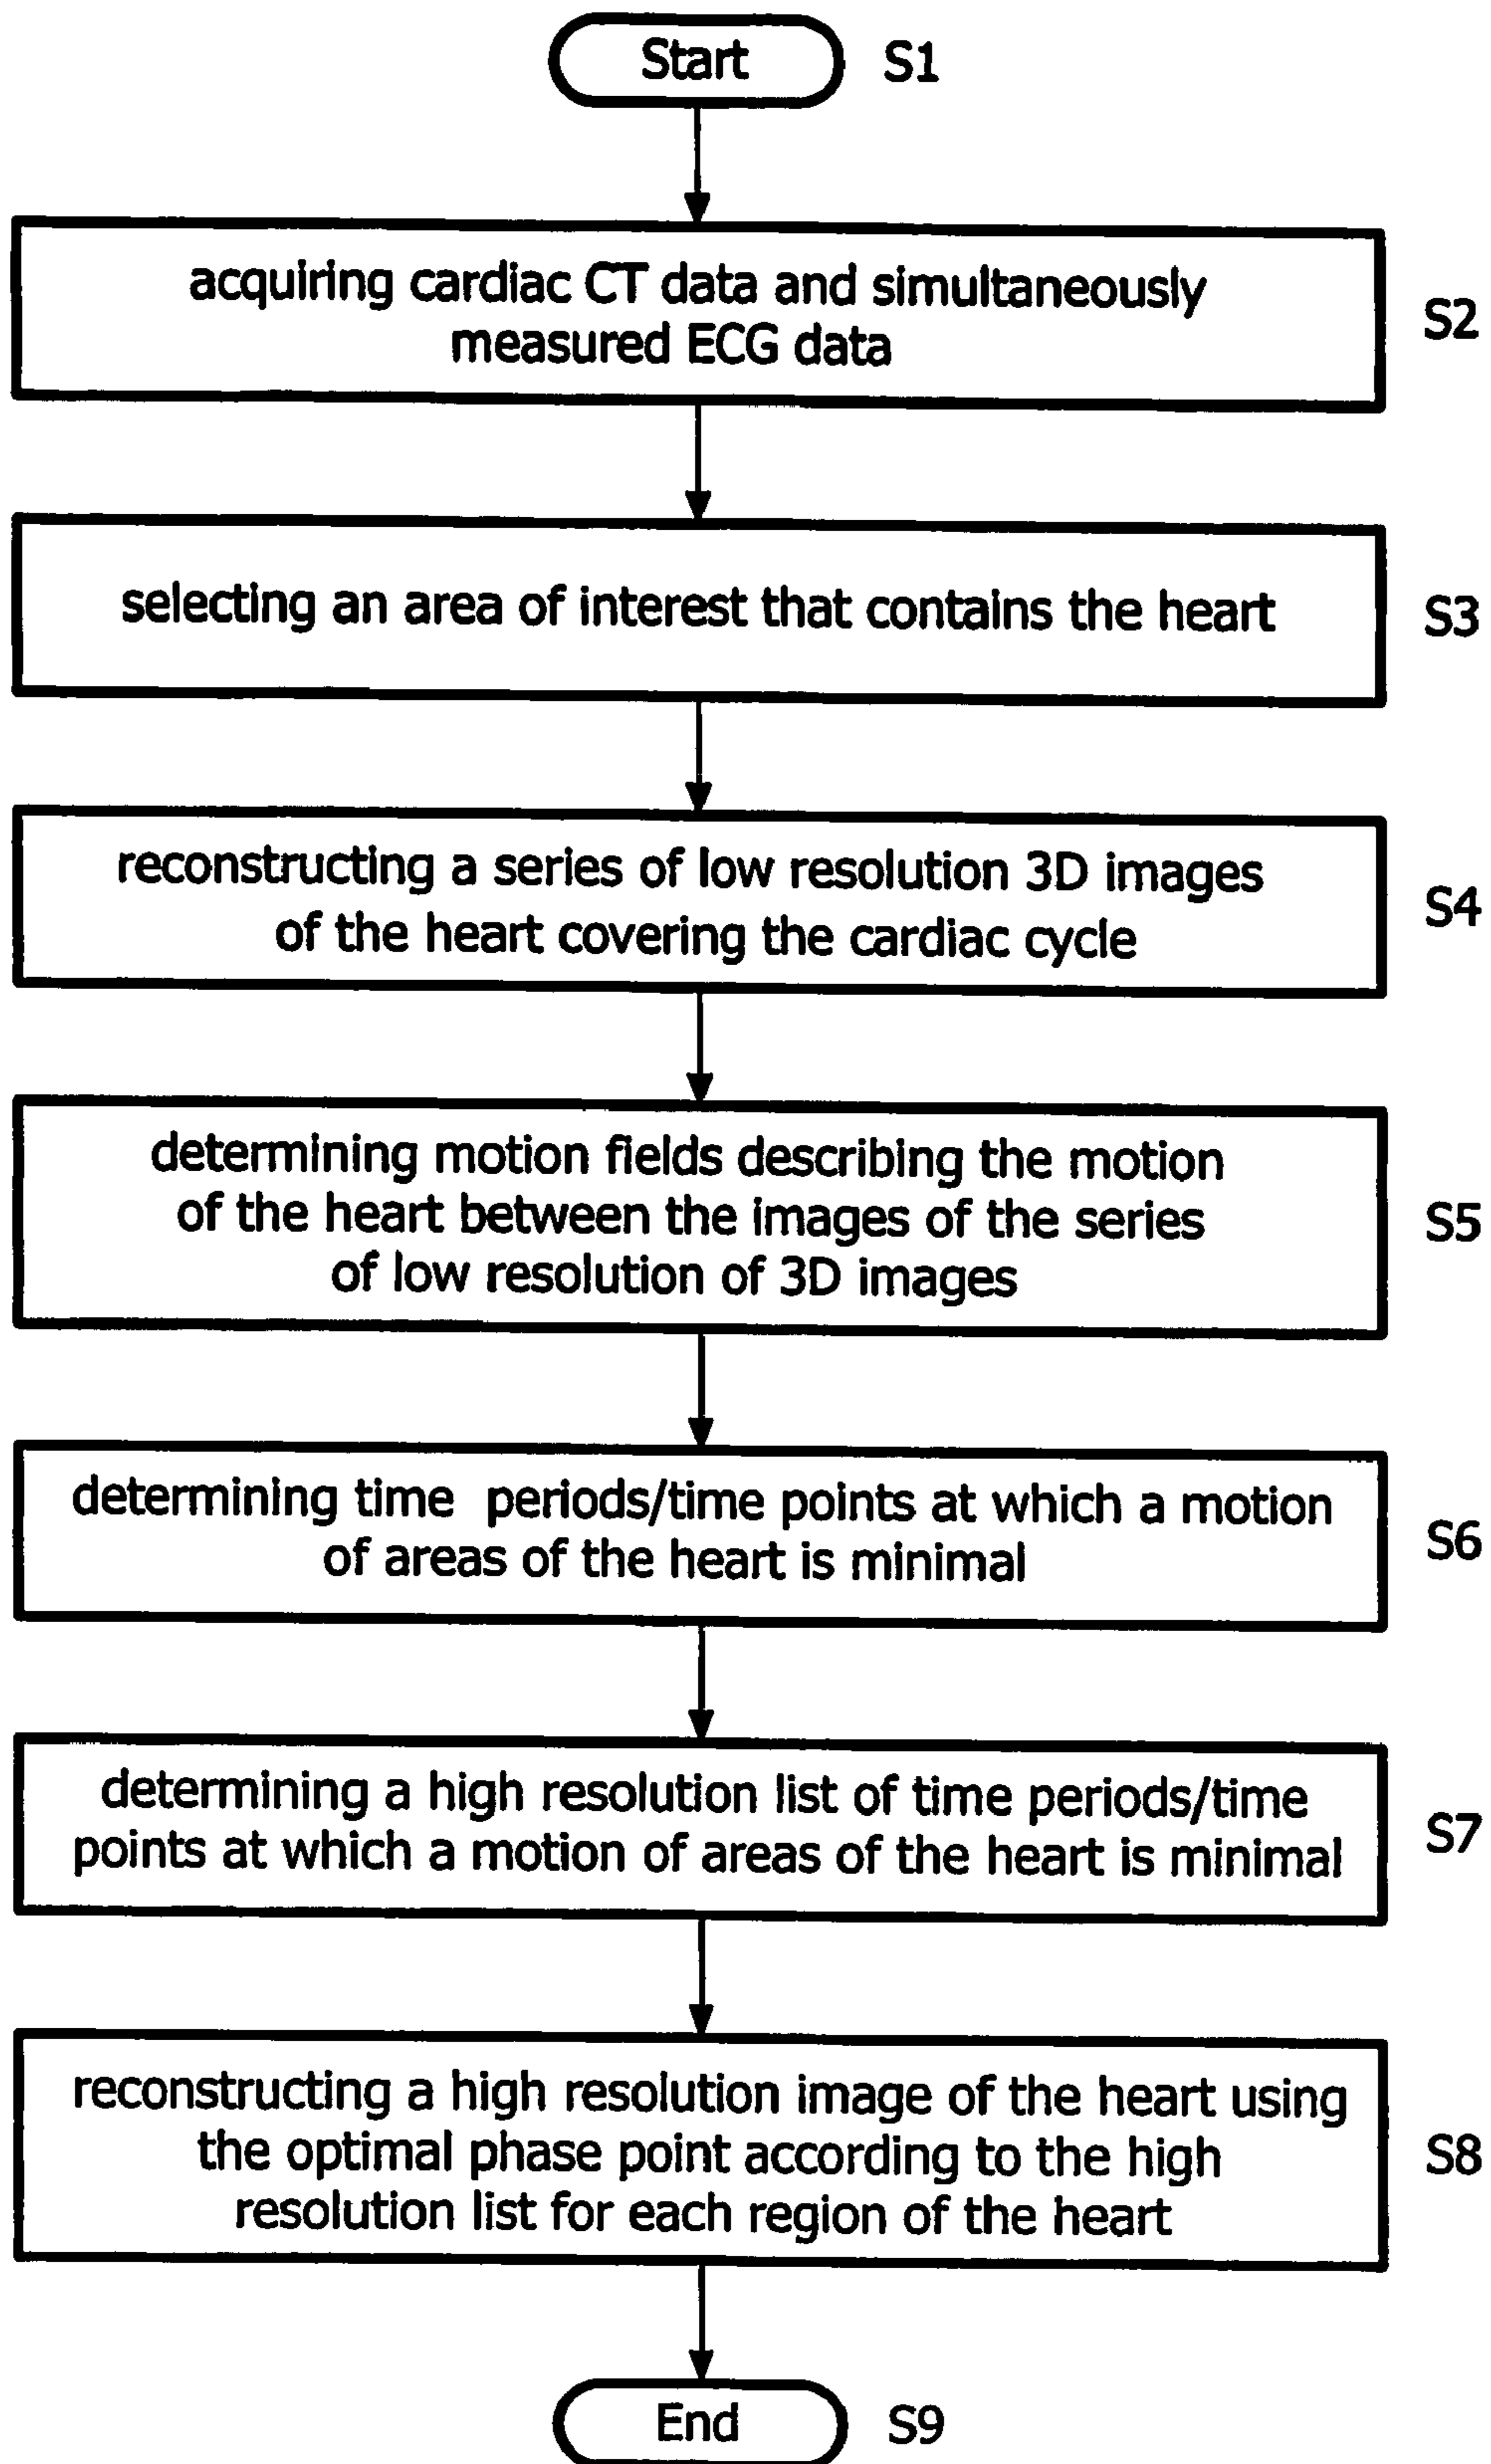 Start S1
acquiring cardiac CT data and simultaneously
measured ECG data
S2
selecting an area of interest that contains the heart
S3
reconstructing a series of low resolution 3D images
of the heart covering the cardiac cycle
S4
determining motion fields describing the motion
of the heart between the images of the series
of low resolution of 3D images
S5
determining time periods/time points at which a motion
of areas of the heart is minimal
S6
determining a high resolution list of time periods/time
points at which a motion of areas of the heart is minimal
S7
reconstructing a high resolution image of the heart using
the optimal phase point according to the high
resolution list for each region of the heart
S8
End S9